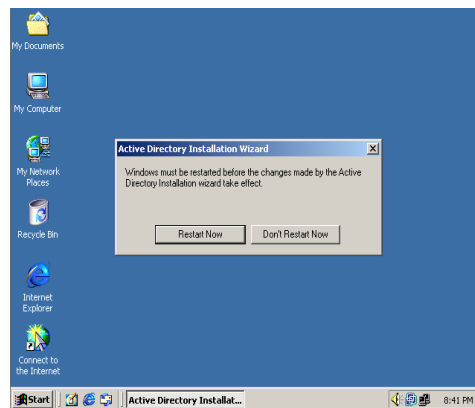 My Documents
My Computer
My Network
Places
Recycle Bin
Internet
Explorer
Connect to
the Internet
Active Directory Installation Wizard
Windows must be restarted before the changes made by the Active
Directory Installation wizard take effect.
Restart Now
Don't Restart Now
Start
Active Directory Installat...
8:41 PM